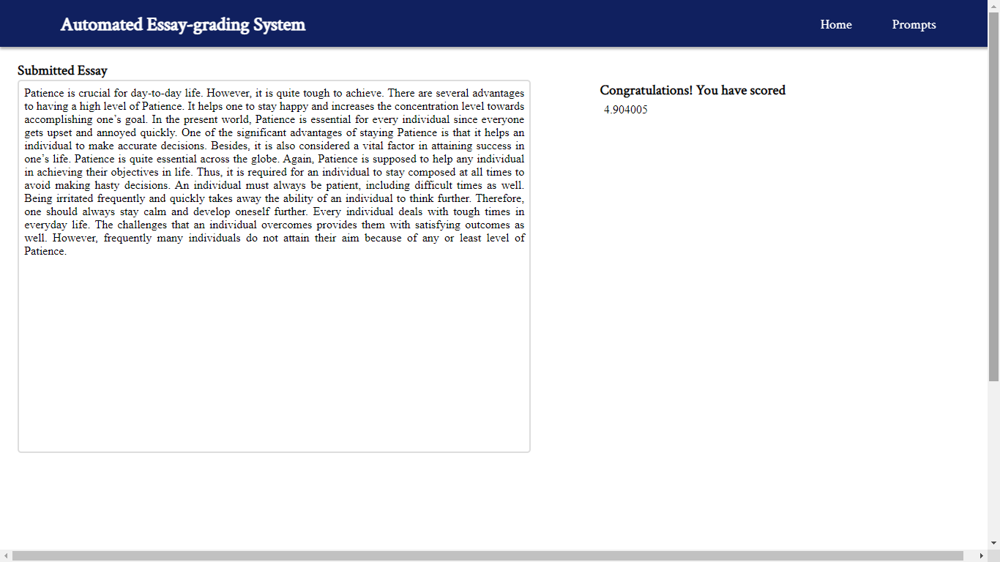 Automated Essay-grading System
Home
Prompts
Submitted Essay
Patience is crucial for day-to-day life. However, it is quite tough to achieve. There are several advantages
to having a high level of Patience. It helps one to stay happy and increases the concentration level towards
accomplishing one’s goal. In the present world, Patience is essential for every individual since everyone
gets upset and annoyed quickly. One of the significant advantages of staying Patience is that it helps an
individual to make accurate decisions. Besides, it is also considered a vital factor in attaining success in
one’s life. Patience is quite essential across the globe. Again, Patience is supposed to help any individual
in achieving their objectives in life. Thus, it is required for an individual to stay composed at all times to
avoid making hasty decisions. An individual must always be patient, including difficult times as well.
Being irritated frequently and quickly takes away the ability of an individual to think further. Therefore,
one should always stay calm and develop oneself further. Every individual deals with tough times in
everyday life. The challenges that an individual overcomes provides them with satisfying outcomes as
well. However, frequently many individuals do not attain their aim because of any or least level of
Patience.
Congratulations! You have scored
4.904005